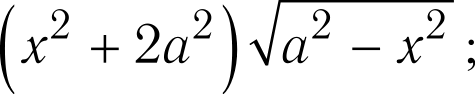 (x² + 2a²)√(a² − x²) ;